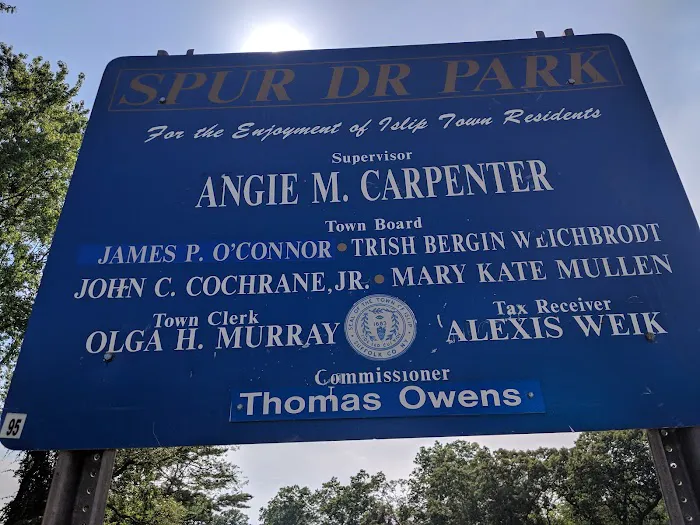 SPUR DR PARK
For the Enjoyment of Islip Town Residents
Supervisor
ANGIE M. CARPENTER
Town Board
JAMES P. O'CONNOR • TRISH BERGIN WEICHBRODT
JOHN C. COCHRANE, JR. • MARY KATE MULLEN
Town Clerk
OLGA H. MURRAY
Tax Receiver
ALEXIS WEIK
Commissioner
Thomas Owens
95